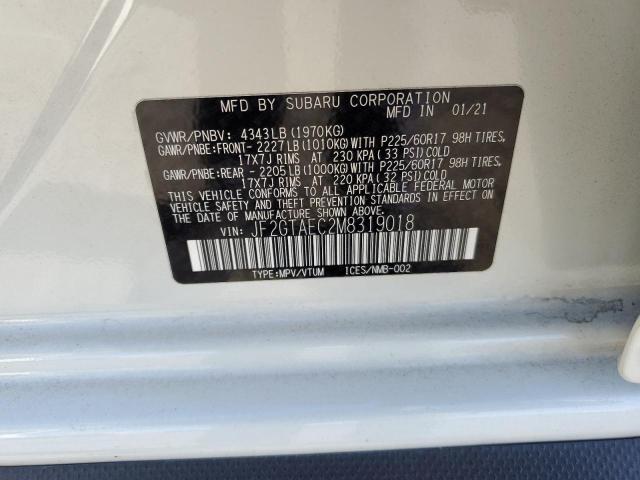 MFD BY SUBARU CORPORATION
MFD IN 01/21
GVWR/PNBV: 4343LB(1970KG)
GAWR/PNBE:FRONT- 2227LB(1010KG)WITH P225/60R17 98H TIRES,
17X7J RIMS AT 230 KPA(33 PSI)COLD
GAWR/PNBE:REAR - 2205LB(1000KG)WITH P225/60R17 98H TIRES,
17X7J RIMS AT 220 KPA(32 PSI)COLD
THIS VEHICLE CONFORMS TO ALL APPLICABLE FEDERAL MOTOR
VEHICLE SAFETY AND BUMPER STANDARDS IN EFFECT ON THE DATE OF
MANUFACTURE SHOWN ABOVE.
VIN: JF2GTAEC2M8319018
TYPE:MPV/VTUM ICES/NMB-002